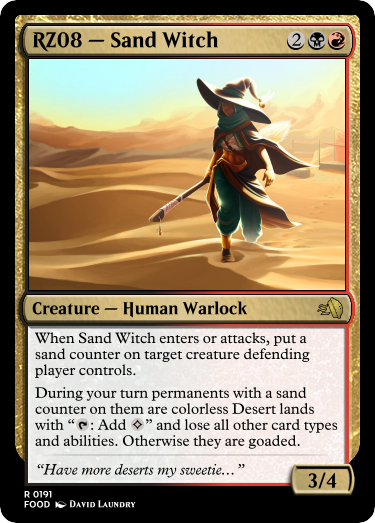 RZ08 — Sand Witch 2
Creature — Human Warlock
When Sand Witch enters or attacks, put a
sand counter on target creature defending
player controls.
During your turn permanents with a sand
counter on them are colorless Desert lands
with “: Add ” and lose all other card types
and abilities. Otherwise they are goaded.
“Have more deserts my sweetie…”
3/4
R 0191
FOOD David Laundry